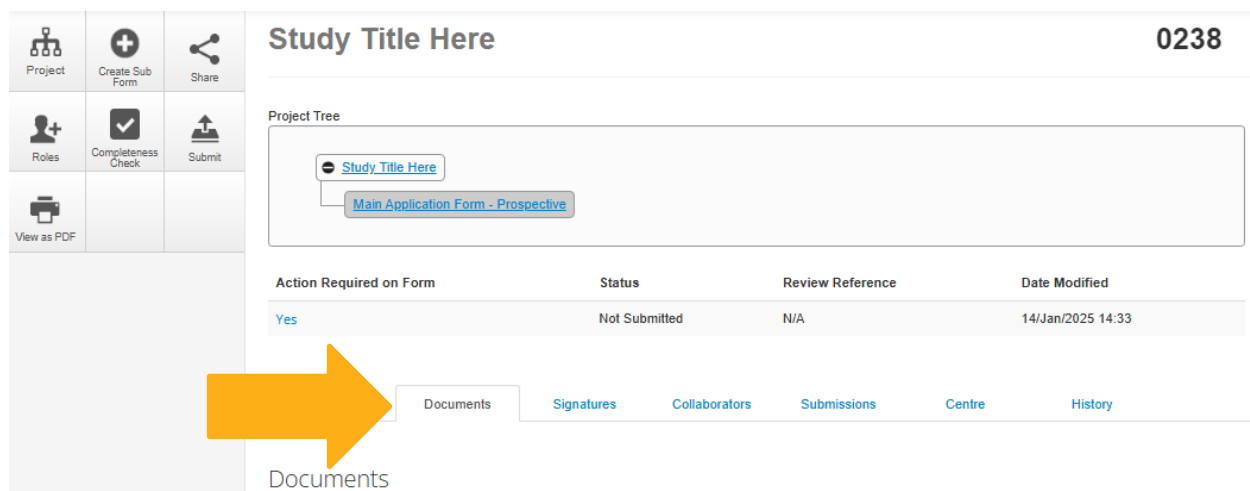 Project
Create Sub
Form
Share
Roles
Completeness
Check
Submit
View as PDF
Study Title Here 0238
Project Tree
Study Title Here
Main Application Form - Prospective
Action Required on Form Status Review Reference Date Modified
Yes Not Submitted N/A 14/Jan/2025 14:33
Documents Signatures Collaborators Submissions Centre History
Documents